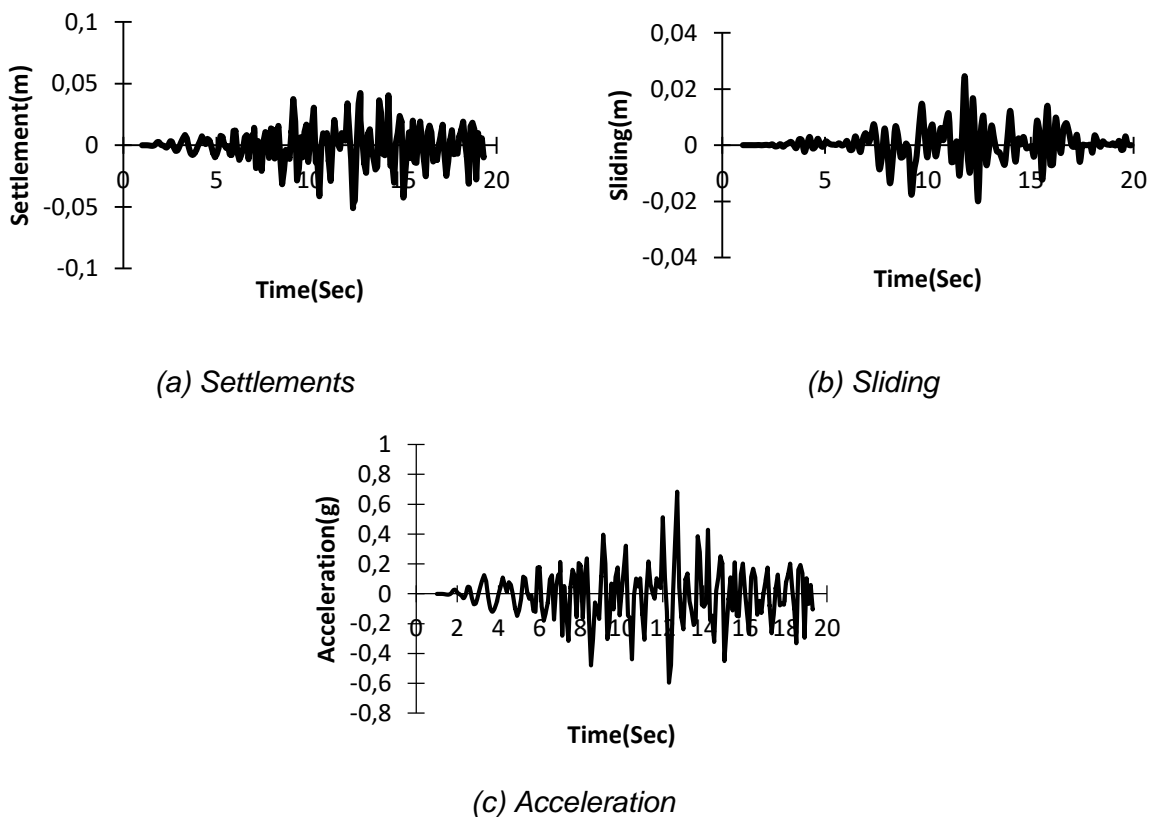 0,1
0,05
0
-0,05
-0,1
0 5 10 15 20
Settlement(m)
Time(Sec)
(a) Settlements
0,04
0,02
0
-0,02
-0,04
0 5 10 15 20
Sliding(m)
Time(Sec)
(b) Sliding
1
0,8
0,6
0,4
0,2
0
-0,2
-0,4
-0,6
-0,8
0 2 4 6 8 10 12 14 16 18 20
Acceleration(g)
Time(Sec)
(c) Acceleration